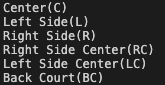 Center(C)
Left Side(L)
Right Side(R)
Right Side Center(RC)
Left Side Center(LC)
Back Court(BC)